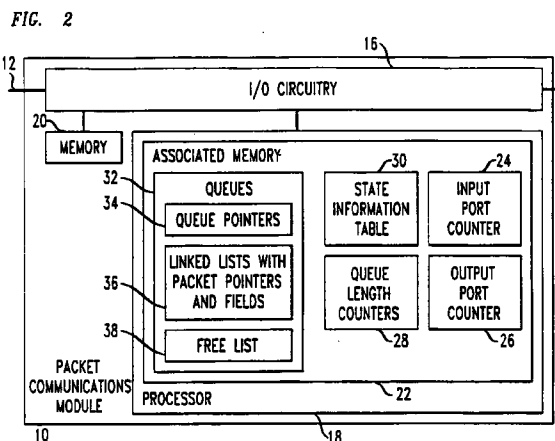 FIG. 2
12
16
I/O CIRCUITRY
20
MEMORY
ASSOCIATED MEMORY
32
QUEUES
34
QUEUE POINTERS
36
LINKED LISTS WITH
PACKET POINTERS
AND FIELDS
38
FREE LIST
30
STATE
INFORMATION
TABLE
24
INPUT
PORT
COUNTER
QUEUE
LENGTH
COUNTERS
28
OUTPUT
PORT
COUNTER
26
PACKET
COMMUNICATIONS
MODULE
PROCESSOR
22
10
18